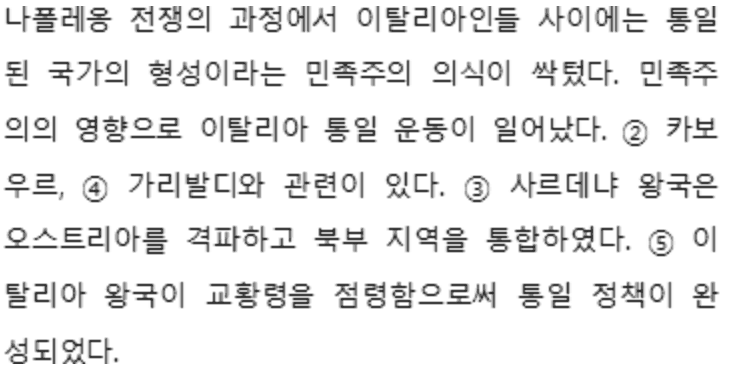 나폴레옹 전쟁의 과정에서 이탈리아인들 사이에는 통일
된 국가의 형성이라는 민족주의 의식이 싹텄다. 민족주
의의 영향으로 이탈리아 통일 운동이 일어났다. ② 카보
우르, ④ 가리발디와 관련이 있다. ③ 사르데냐 왕국은
오스트리아를 격파하고 북부 지역을 통합하였다. ⑤ 이
탈리아 왕국이 교황령을 점령함으로써 통일 정책이 완
성되었다.